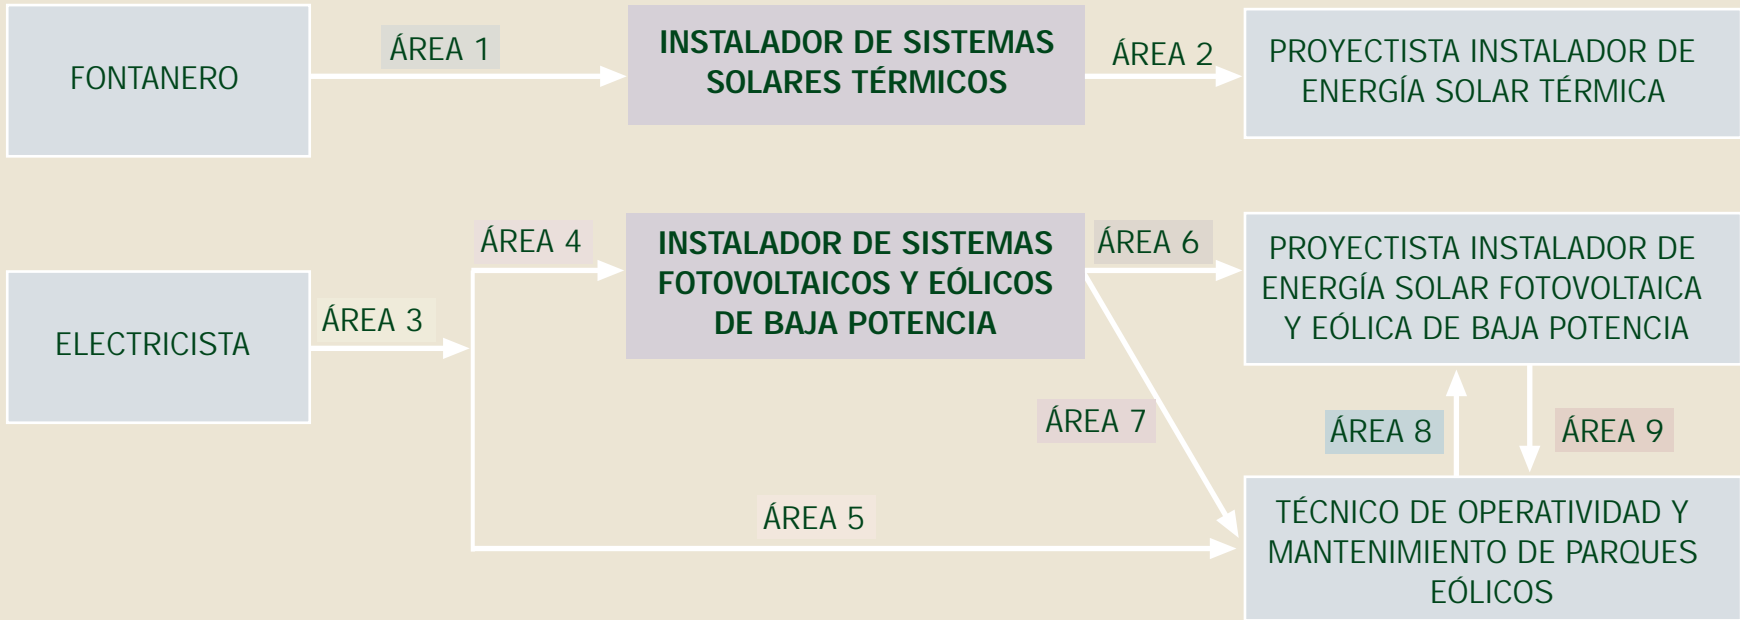 FONTANERO
ÁREA 1
INSTALADOR DE SISTEMAS
SOLARES TÉRMICOS
ÁREA 2
PROYECTISTA INSTALADOR DE
ENERGÍA SOLAR TÉRMICA
ELECTRICISTA
ÁREA 3
ÁREA 4
INSTALADOR DE SISTEMAS
FOTOVOLTAICOS Y EÓLICOS
DE BAJA POTENCIA
ÁREA 6
PROYECTISTA INSTALADOR DE
ENERGÍA SOLAR FOTOVOLTAICA
Y EÓLICA DE BAJA POTENCIA
ÁREA 7
ÁREA 8
ÁREA 9
ÁREA 5
TÉCNICO DE OPERATIVIDAD Y
MANTENIMIENTO DE PARQUES
EÓLICOS